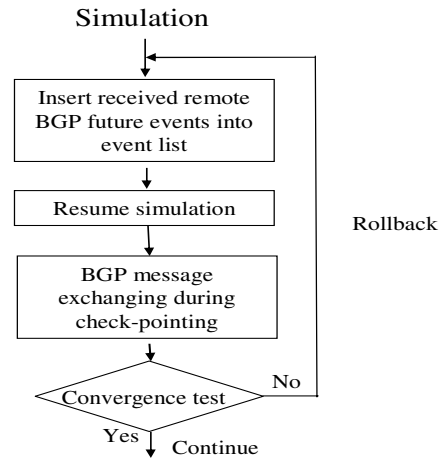 Simulation
Insert received remote
BGP future events into
event list
Resume simulation
Rollback
BGP message
exchanging during
check-pointing
Convergence test
No
Yes
Continue